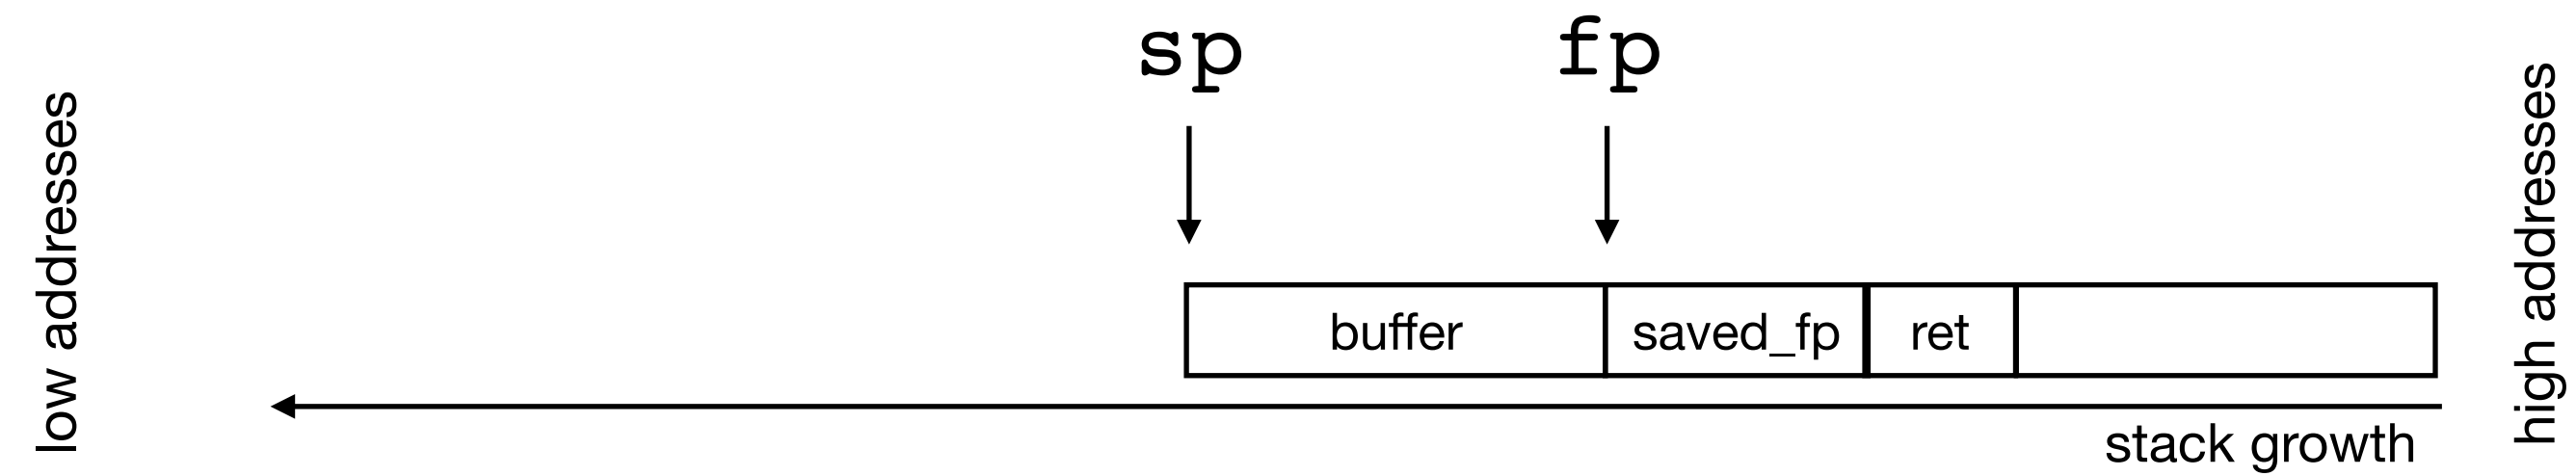 sp
fp
low addresses
high addresses
buffer
saved_fp
ret
stack growth